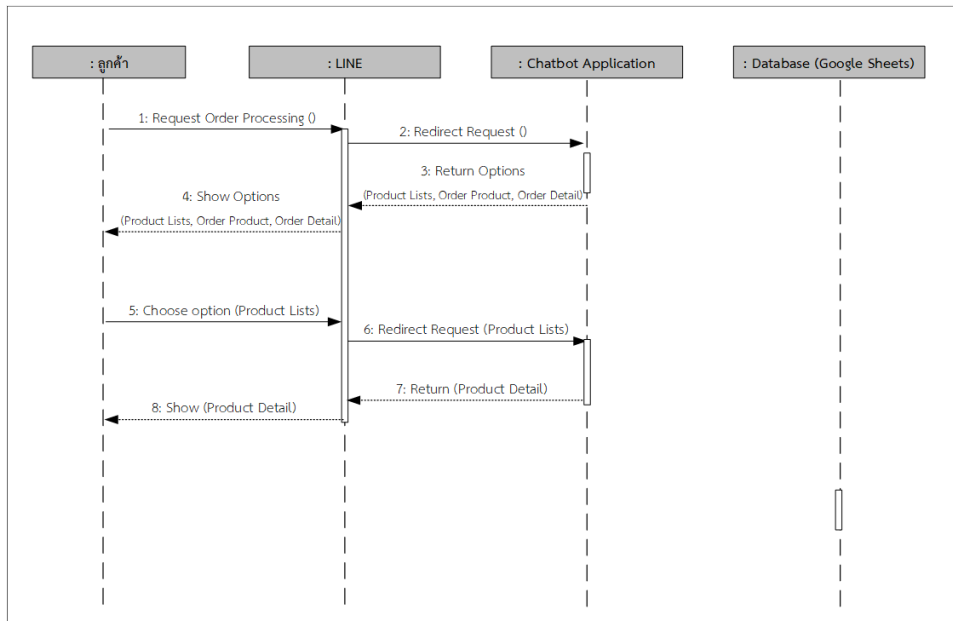 : ลูกค้า
: LINE
: Chatbot Application
: Database (Google Sheets)
1: Request Order Processing ()
2: Redirect Request ()
3: Return Options
(Product Lists, Order Product, Order Detail)
4: Show Options
(Product Lists, Order Product, Order Detail)
5: Choose option (Product Lists)
6: Redirect Request (Product Lists)
7: Return (Product Detail)
8: Show (Product Detail)